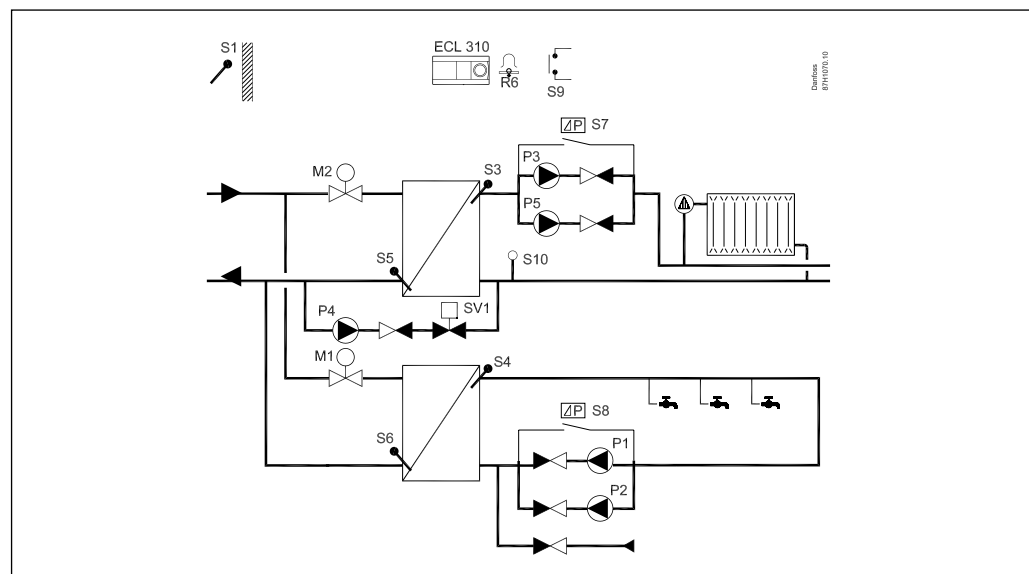 S1
ECL 310
R6
S9
Danfoss
87H1070.10
P S7
M2
S3
P3
P5
S5
S10
P4
SV1
M1
S4
P S8
S6
P1
P2